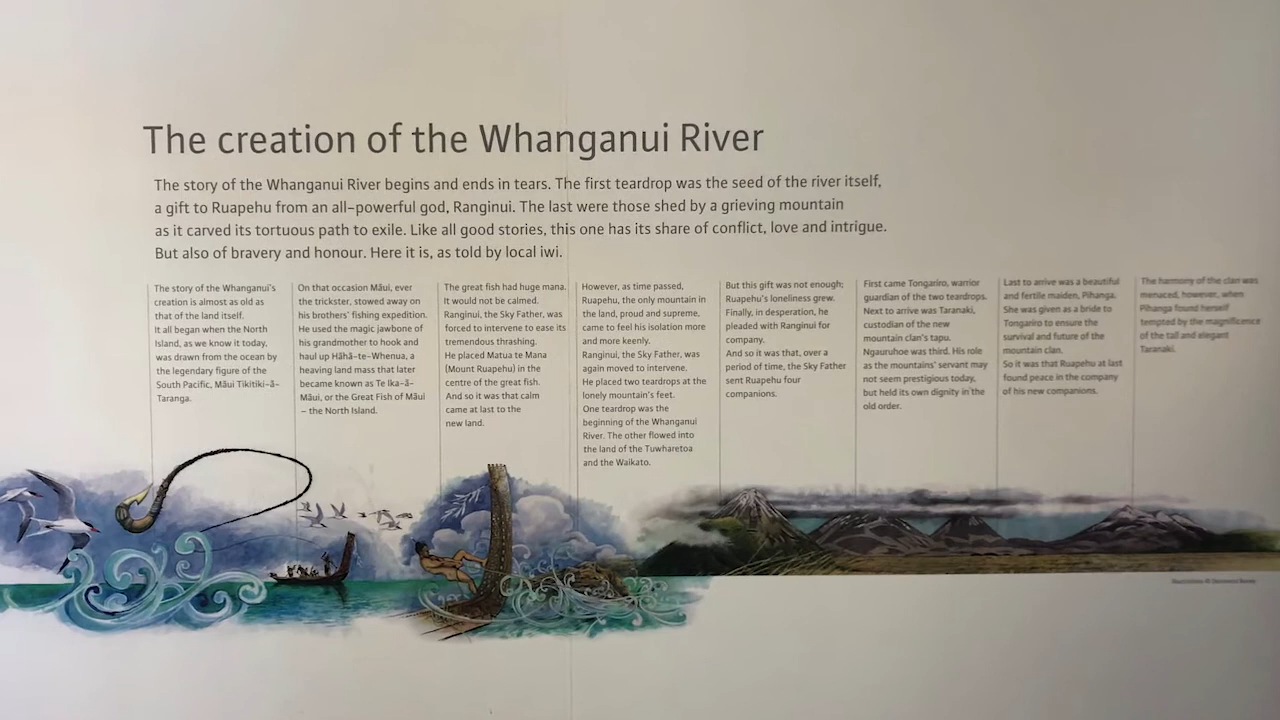 The creation of the Whanganui River
The story of the Whanganui River begins and ends in tears. The first teardrop was the seed of the river itself,
a gift to Ruapehu from an all-powerful god, Ranginui. The last were those shed by a grieving mountain
as it carved its tortuous path to exile. Like all good stories, this one has its share of conflict, love and intrigue.
But also of bravery and honour. Here it is, as told by local iwi.
The story of the Whanganui's
creation is almost as old as
that of the land itself.
It all began when the North
Island, as we know it today,
was drawn from the ocean by
the legendary figure of the
South Pacific, Māui Tikitiki-ā-
Taranga.
On that occasion Māui, ever
the trickster, stowed away on
his brothers' fishing expedition.
He used the magic jawbone of
his grandmother to hook and
haul up Hāhā-te-Whenua, a
heaving land mass that later
became known as Te Ika-ā-
Māui, or the Great Fish of Māui
– the North Island.
The great fish had huge mana.
It would not be calmed.
Ranginui, the Sky Father, was
forced to intervene to ease its
tremendous thrashing.
He placed Matua te Mana
(Mount Ruapehu) in the
centre of the great fish.
And so it was that calm
came at last to the
new land.
However, as time passed,
Ruapehu, the only mountain in
the land, proud and supreme,
came to feel his isolation more
and more keenly.
Ranginui, the Sky Father, was
again moved to intervene.
He placed two teardrops at the
lonely mountain's feet.
One teardrop was the
beginning of the Whanganui
River. The other flowed into
the land of the Tuwharetoa
and the Waikato.
But this gift was not enough;
Ruapehu's loneliness grew.
Finally, in desperation, he
pleaded with Ranginui for
company.
And so it was that, over a
period of time, the Sky Father
sent Ruapehu four
companions.
First came Tongariro, warrior
guardian of the two teardrops.
Next to arrive was Taranaki,
custodian of the new
mountain clan's tapu.
Ngauruhoe was third. His role
as the mountains' servant may
not seem prestigious today,
but held its own dignity in the
old order.
Last to arrive was a beautiful
and fertile maiden, Pihanga.
She was given as a bride to
Tongariro to ensure the
survival and future of the
mountain clan.
So it was that Ruapehu at last
found peace in the company
of his new companions.
The harmony of the clan was
menaced, however, when
Pihanga found herself
tempted by the magnificence
of the tall and elegant
Taranaki.